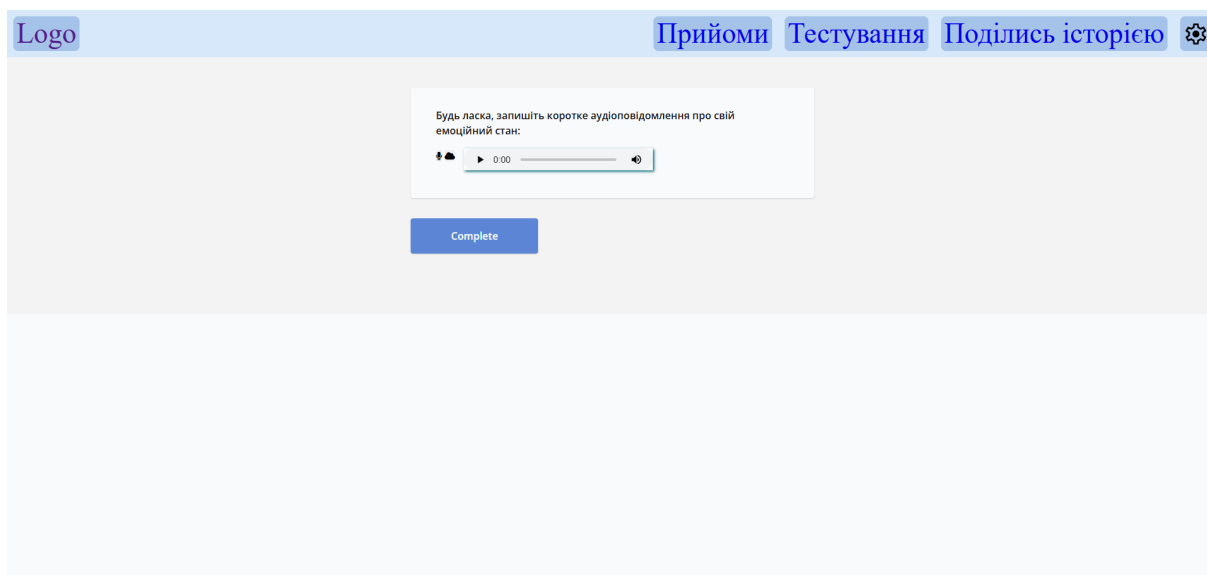 Logo Прийоми Тестування Поділись історією
Будь ласка, запишіть коротке аудіоповідомлення про свій
емоційний стан:
0:00
Complete